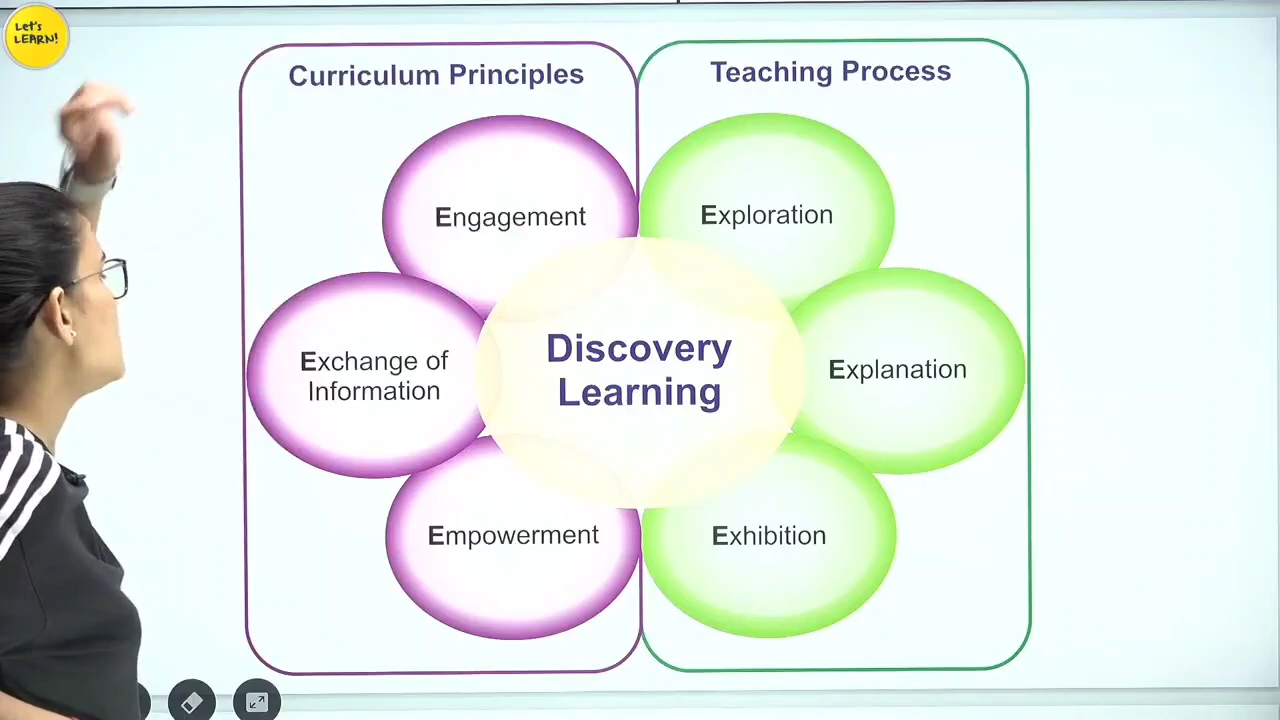 Let's
LEARN!
Curriculum Principles
Teaching Process
Engagement
Exploration
Exchange of
Information
Discovery
Learning
Explanation
Empowerment
Exhibition